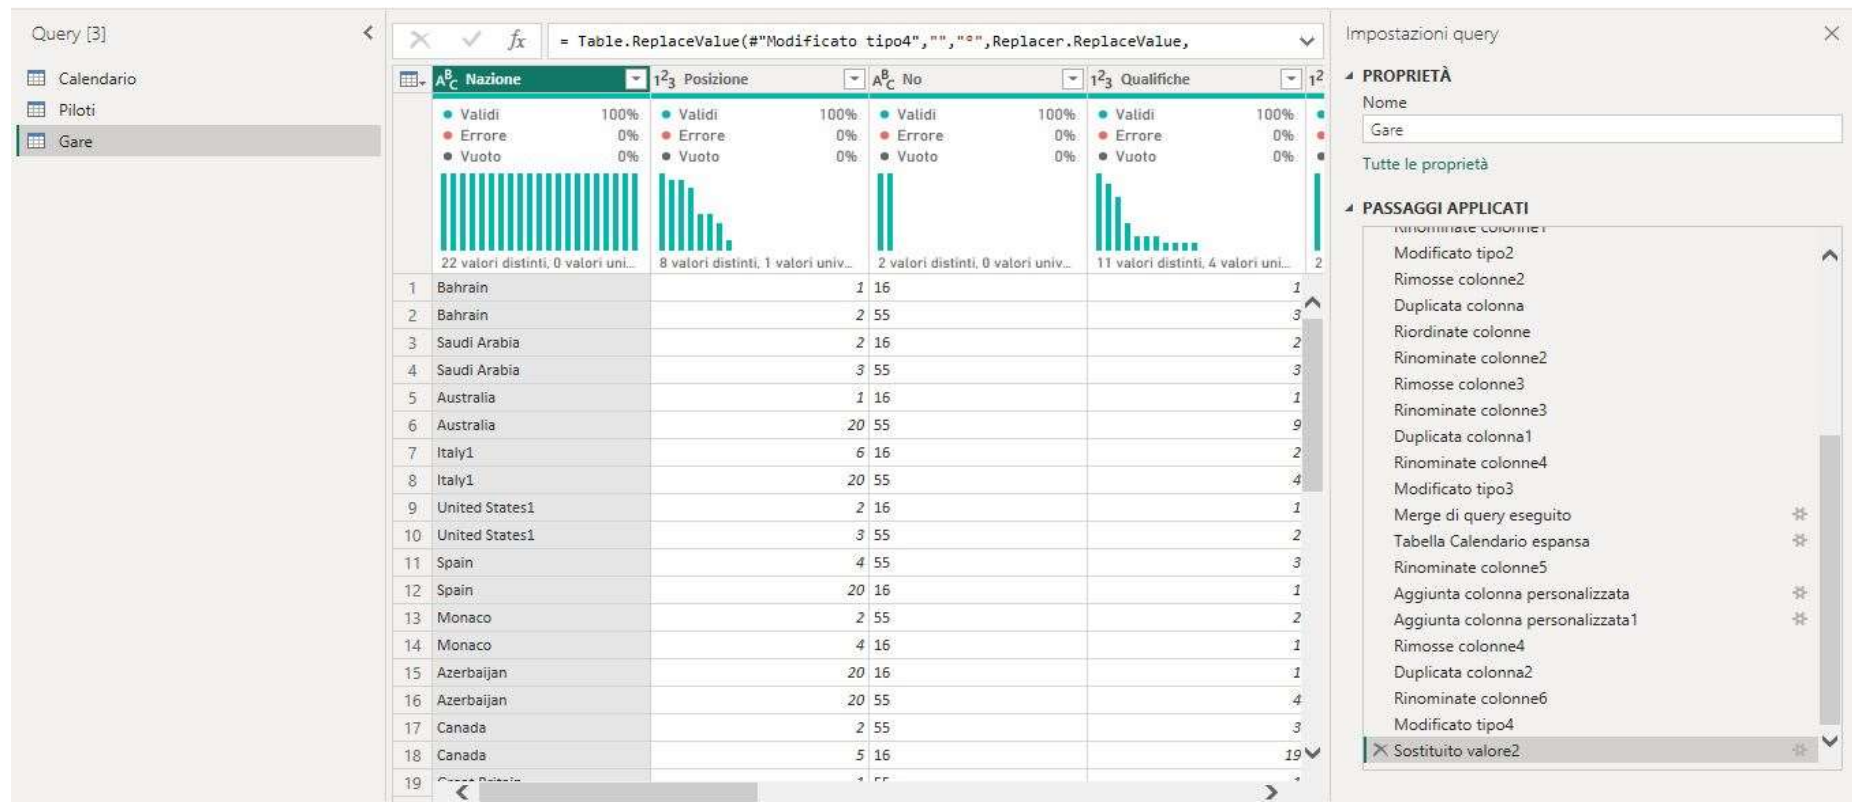 Query [3]
Calendario
Piloti
Gare
fx
= Table.ReplaceValue(#"Modificato tipo4","","°",Replacer.ReplaceValue,
ABC Nazione
123 Posizione
ABC No
123 Qualifiche
12
Validi 100% Validi 100% Validi 100% Validi 100%
Errore 0% Errore 0% Errore 0% Errore 0%
Vuoto 0% Vuoto 0% Vuoto 0% Vuoto 0%
22 valori distinti, 0 valori uni... 8 valori distinti, 1 valori univ... 2 valori distinti, 0 valori univ... 11 valori distinti, 4 valori uni... 2
1 Bahrain 1 16 1
2 Bahrain 2 55 3
3 Saudi Arabia 2 16 2
4 Saudi Arabia 3 55 3
5 Australia 1 16 1
6 Australia 20 55 9
7 Italy1 6 16 2
8 Italy1 20 55 4
9 United States1 2 16 1
10 United States1 3 55 2
11 Spain 4 55 3
12 Spain 20 16 1
13 Monaco 2 55 2
14 Monaco 4 16 1
15 Azerbaijan 20 16 1
16 Azerbaijan 20 55 4
17 Canada 2 55 3
18 Canada 5 16 19
19
Impostazioni query
PROPRIETÀ
Nome
Gare
Tutte le proprietà
PASSAGGI APPLICATI
Rinominate colonne1
Modificato tipo2
Rimosse colonne2
Duplicata colonna
Riordinate colonne
Rinominate colonne2
Rimosse colonne3
Rinominate colonne3
Duplicata colonna1
Rinominate colonne4
Modificato tipo3
Merge di query eseguito
Tabella Calendario espansa
Rinominate colonne5
Aggiunta colonna personalizzata
Aggiunta colonna personalizzata1
Rimosse colonne4
Duplicata colonna2
Rinominate colonne6
Modificato tipo4
Sostituito valore2